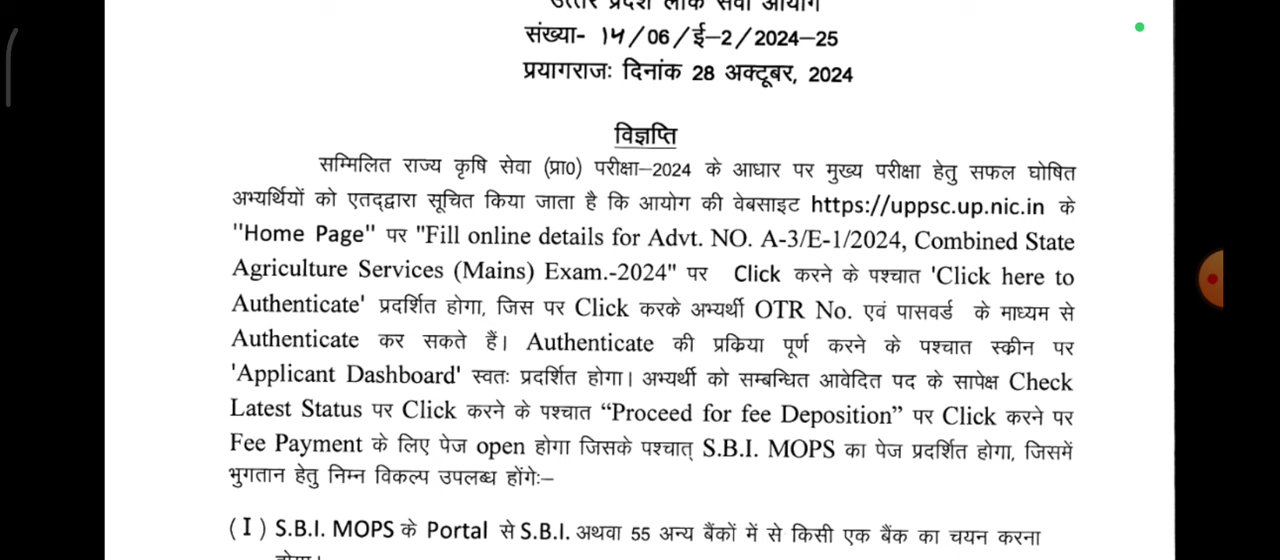 उत्तर प्रदेश लोक सेवा आयोग
संख्या- 14/06/ई–2/2024–25
प्रयागराजः दिनांक 28 अक्टूबर, 2024
विज्ञप्ति
सम्मिलित राज्य कृषि सेवा (प्रा0) परीक्षा–2024 के आधार पर मुख्य परीक्षा हेतु सफल घोषित
अभ्यर्थियों को एतद्द्वारा सूचित किया जाता है कि आयोग की वेबसाइट https://uppsc.up.nic.in के
"Home Page" पर "Fill online details for Advt. NO. A-3/E-1/2024, Combined State
Agriculture Services (Mains) Exam.-2024" पर Click करने के पश्चात 'Click here to
Authenticate' प्रदर्शित होगा, जिस पर Click करके अभ्यर्थी OTR No. एवं पासवर्ड के माध्यम से
Authenticate कर सकते हैं। Authenticate की प्रक्रिया पूर्ण करने के पश्चात स्क्रीन पर
'Applicant Dashboard' स्वतः प्रदर्शित होगा। अभ्यर्थी को सम्बन्धित आवेदित पद के सापेक्ष Check
Latest Status पर Click करने के पश्चात “Proceed for fee Deposition” पर Click करने पर
Fee Payment के लिए पेज open होगा जिसके पश्चात् S.B.I. MOPS का पेज प्रदर्शित होगा, जिसमें
भुगतान हेतु निम्न विकल्प उपलब्ध होंगेः–
(I) S.B.I. MOPS के Portal से S.B.I. अथवा 55 अन्य बैंकों में से किसी एक बैंक का चयन करना
होगा।